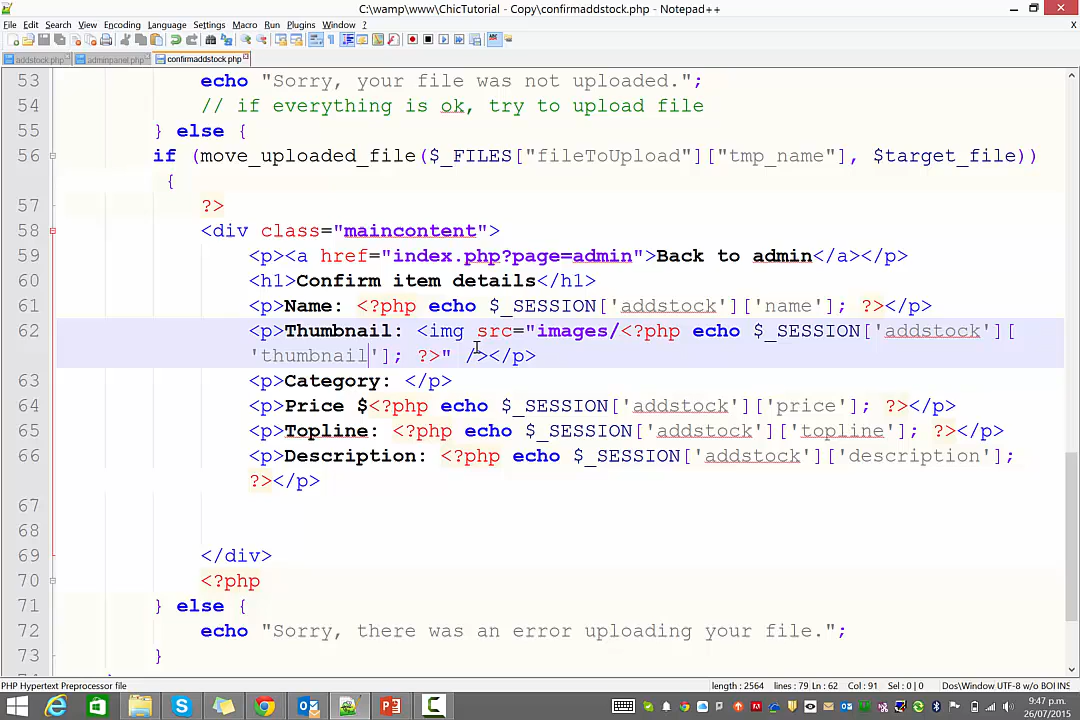 C:\wamp\www\ChicTutorial - Copy\confirmaddstock.php - Notepad++
File Edit Search View Encoding Language Settings Macro Run Plugins Window ? X
addstock.php adminpanel.php confirmaddstock.php
53 echo "Sorry, your file was not uploaded.";
54 // if everything is ok, try to upload file
55 } else {
56 if (move_uploaded_file($_FILES["fileToUpload"]["tmp_name"], $target_file))
{
57 ?>
58 <div class="maincontent">
59 <p><a href="index.php?page=admin">Back to admin</a></p>
60 <h1>Confirm item details</h1>
61 <p>Name: <?php echo $_SESSION['addstock']['name']; ?></p>
62 <p>Thumbnail: <img src="images/<?php echo $_SESSION['addstock'][
'thumbnail']; ?>" /></p>
63 <p>Category: </p>
64 <p>Price $<?php echo $_SESSION['addstock']['price']; ?></p>
65 <p>Topline: <?php echo $_SESSION['addstock']['topline']; ?></p>
66 <p>Description: <?php echo $_SESSION['addstock']['description'];
?></p>
67
68
69 </div>
70 <?php
71 } else {
72 echo "Sorry, there was an error uploading your file.";
73 }
PHP Hypertext Preprocessor file length : 2564 lines : 79 Ln : 62 Col : 91 Sel : 0 | 0 Dos\Window UTF-8 w/o BOM INS
9:47 p.m.
26/07/2015